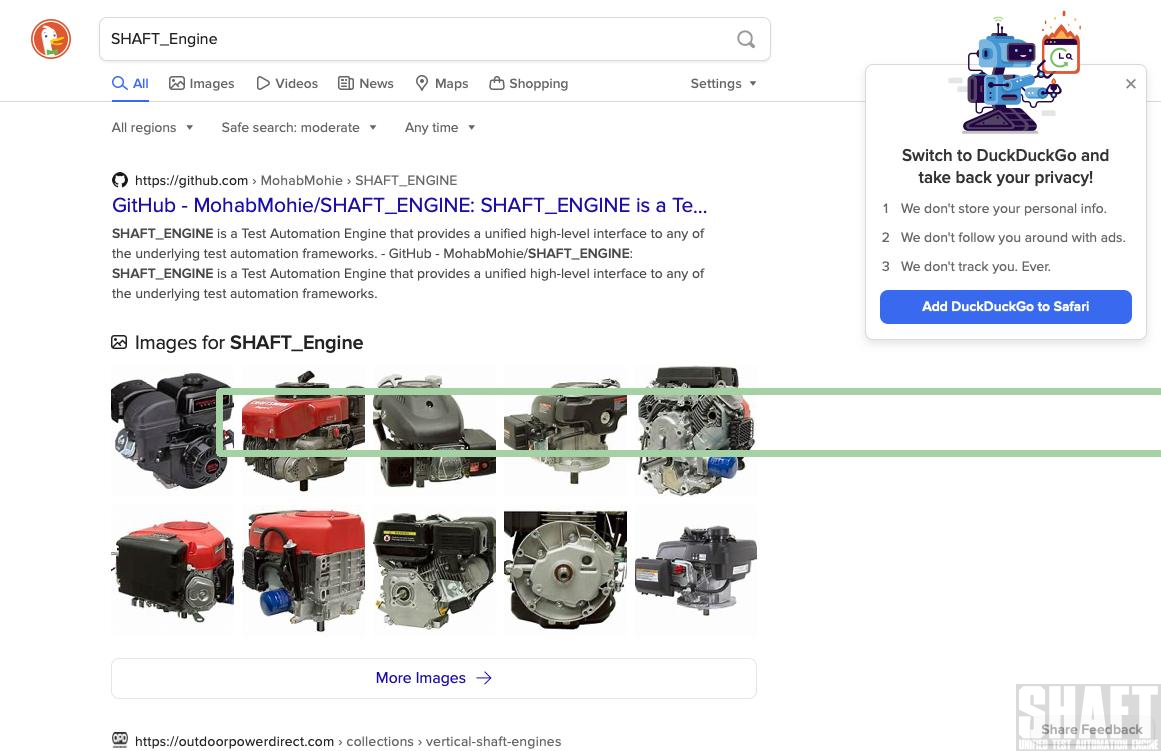 SHAFT_Engine
All
Images
Videos
News
Maps
Shopping
Settings
All regions
Safe search: moderate
Any time
https://github.com › MohabMohie › SHAFT_ENGINE
GitHub - MohabMohie/SHAFT_ENGINE: SHAFT_ENGINE is a Te...
SHAFT_ENGINE is a Test Automation Engine that provides a unified high-level interface to any of
the underlying test automation frameworks. - GitHub - MohabMohie/SHAFT_ENGINE:
SHAFT_ENGINE is a Test Automation Engine that provides a unified high-level interface to any of
the underlying test automation frameworks.
Images for SHAFT_Engine
More Images
https://outdoorpowerdirect.com › collections › vertical-shaft-engines
Switch to DuckDuckGo and
take back your privacy!
1 We don't store your personal info.
2 We don't follow you around with ads.
3 We don't track you. Ever.
Add DuckDuckGo to Safari
SHAFT
Share Feedback